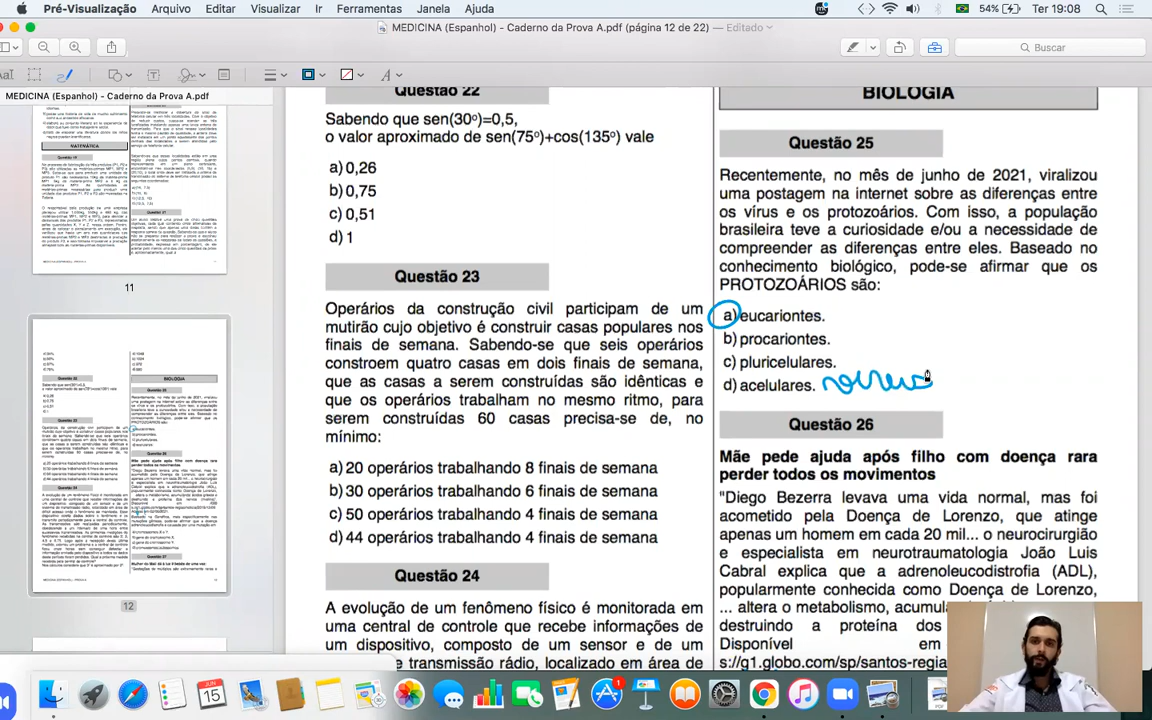 Pré-Visualização Arquivo Editar Visualizar Ir Ferramentas Janela Ajuda
54% Ter 19:08
MEDICINA (Espanhol) - Caderno da Prova A.pdf (página 12 de 22) — Editado
Buscar
MEDICINA (Espanhol) - Caderno da Prova A.pdf
MATEMÁTICA
11
BIOLOGIA
12
Questão 22
Sabendo que sen(30º)=0,5,
o valor aproximado de sen(75º)+cos(135º) vale
a) 0,26
b) 0,75
c) 0,51
d) 1
Questão 23
Operários da construção civil participam de um
mutirão cujo objetivo é construir casas populares nos
finais de semana. Sabendo-se que seis operários
constroem quatro casas em dois finais de semana,
que as casas a serem construídas são idênticas e
que os operários trabalham no mesmo ritmo, para
serem construídas 60 casas precisa-se de, no
mínimo:
a) 20 operários trabalhando 8 finais de semana
b) 30 operários trabalhando 6 finais de semana
c) 50 operários trabalhando 4 finais de semana
d) 44 operários trabalhando 4 finais de semana
Questão 24
A evolução de um fenômeno físico é monitorada em
uma central de controle que recebe informações de
um dispositivo, composto de um sensor e de um
e transmissão rádio, localizado em área de
BIOLOGIA
Questão 25
Recentemente, no mês de junho de 2021, viralizou
uma postagem na internet sobre as diferenças entre
os vírus e os protozoários. Com isso, a população
brasileira teve a curiosidade e/ou a necessidade de
compreender as diferenças entre eles. Baseado no
conhecimento biológico, pode-se afirmar que os
PROTOZOÁRIOS são:
a) eucariontes.
b) procariontes.
c) pluricelulares.
d) acelulares.
Questão 26
Mãe pede ajuda após filho com doença rara
perder todos os movimentos
"Diego Bezerra levava uma vida normal, mas foi
acometido pela Doença de Lorenzo, que atinge
apenas um homem em cada 20 mil... o neurocirurgião
e especialista em neurotraumatologia João Luis
Cabral explica que a adrenoleucodistrofia (ALD),
popularmente conhecida como Doença de Lorenzo,
... altera o metabolismo, acumula
destruindo a proteína dos
Disponível em
s://g1.globo.com/sp/santos-regia
JUN
15
1